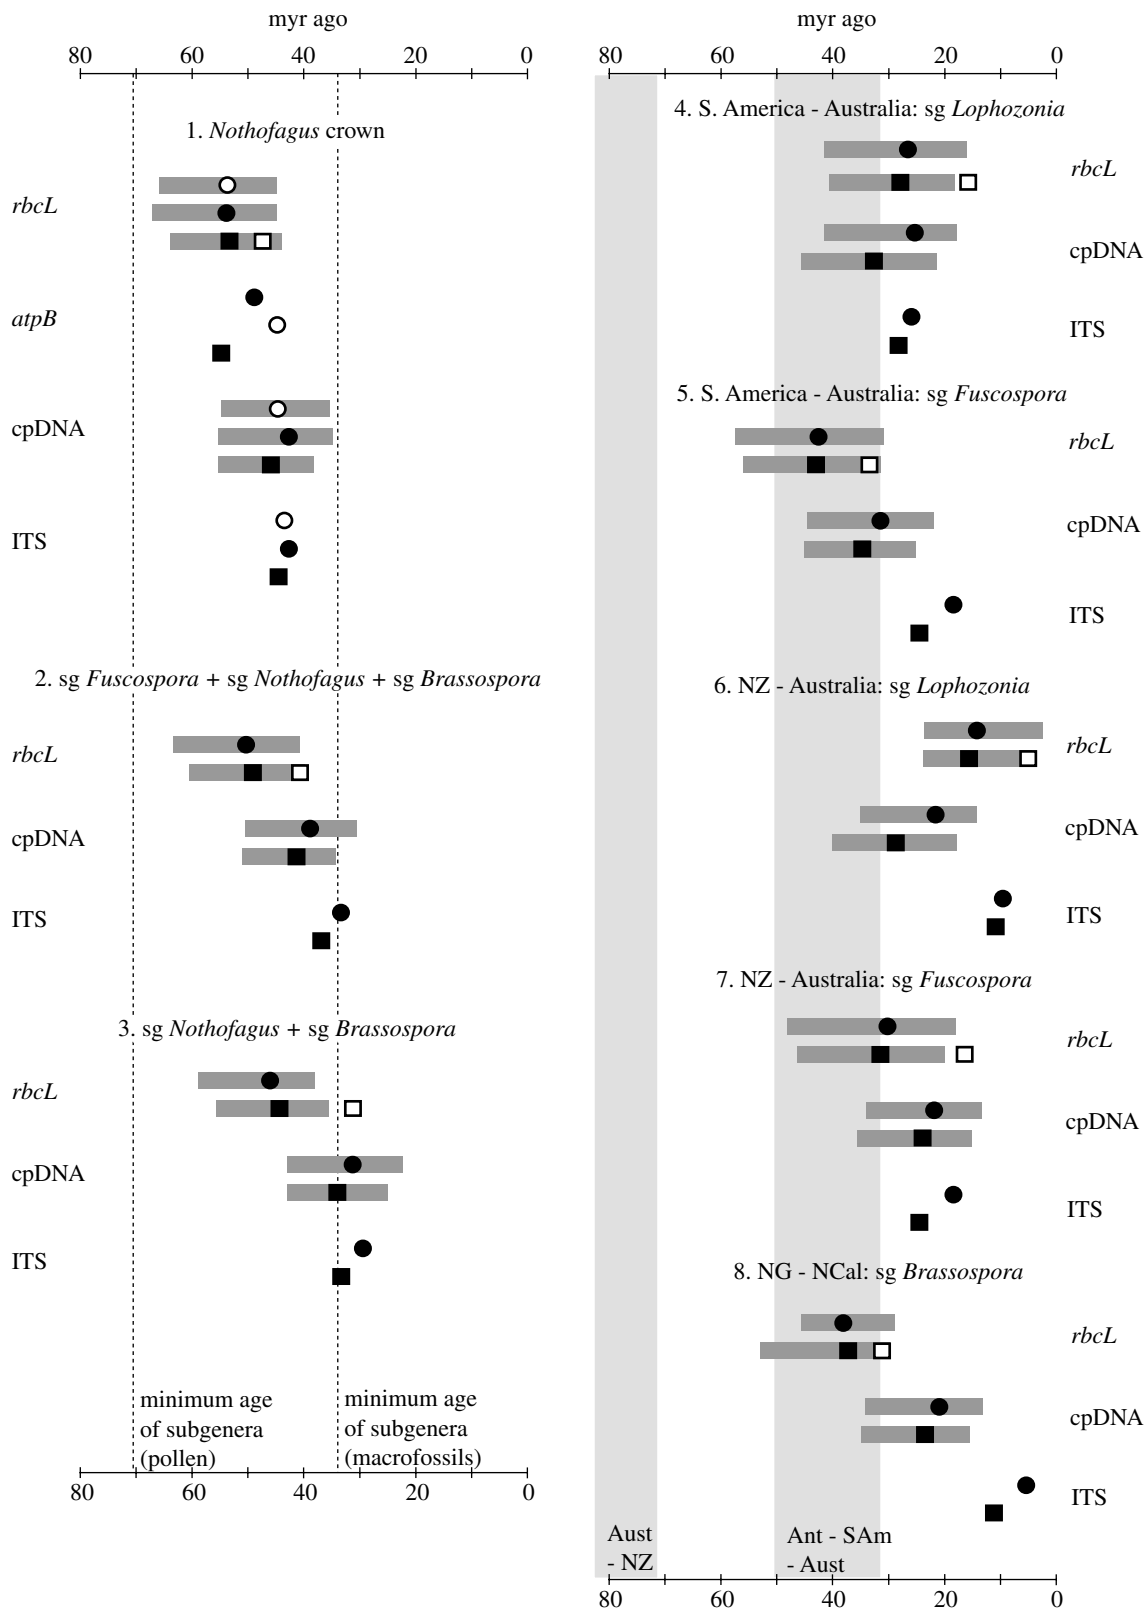 myr ago
80 60 40 20 0
1. Nothofagus crown
rbcL
atpB
cpDNA
ITS
2. sg Fuscospora + sg Nothofagus + sg Brassospora
rbcL
cpDNA
ITS
3. sg Nothofagus + sg Brassospora
rbcL
cpDNA
ITS
minimum age
of subgenera
(pollen)
minimum age
of subgenera
(macrofossils)
80 60 40 20 0
myr ago
80 60 40 20 0
4. S. America - Australia: sg Lophozonia
rbcL
cpDNA
ITS
5. S. America - Australia: sg Fuscospora
rbcL
cpDNA
ITS
6. NZ - Australia: sg Lophozonia
rbcL
cpDNA
ITS
7. NZ - Australia: sg Fuscospora
rbcL
cpDNA
ITS
8. NG - NCal: sg Brassospora
rbcL
cpDNA
ITS
Aust
- NZ
Ant - SAm
- Aust
80 60 40 20 0